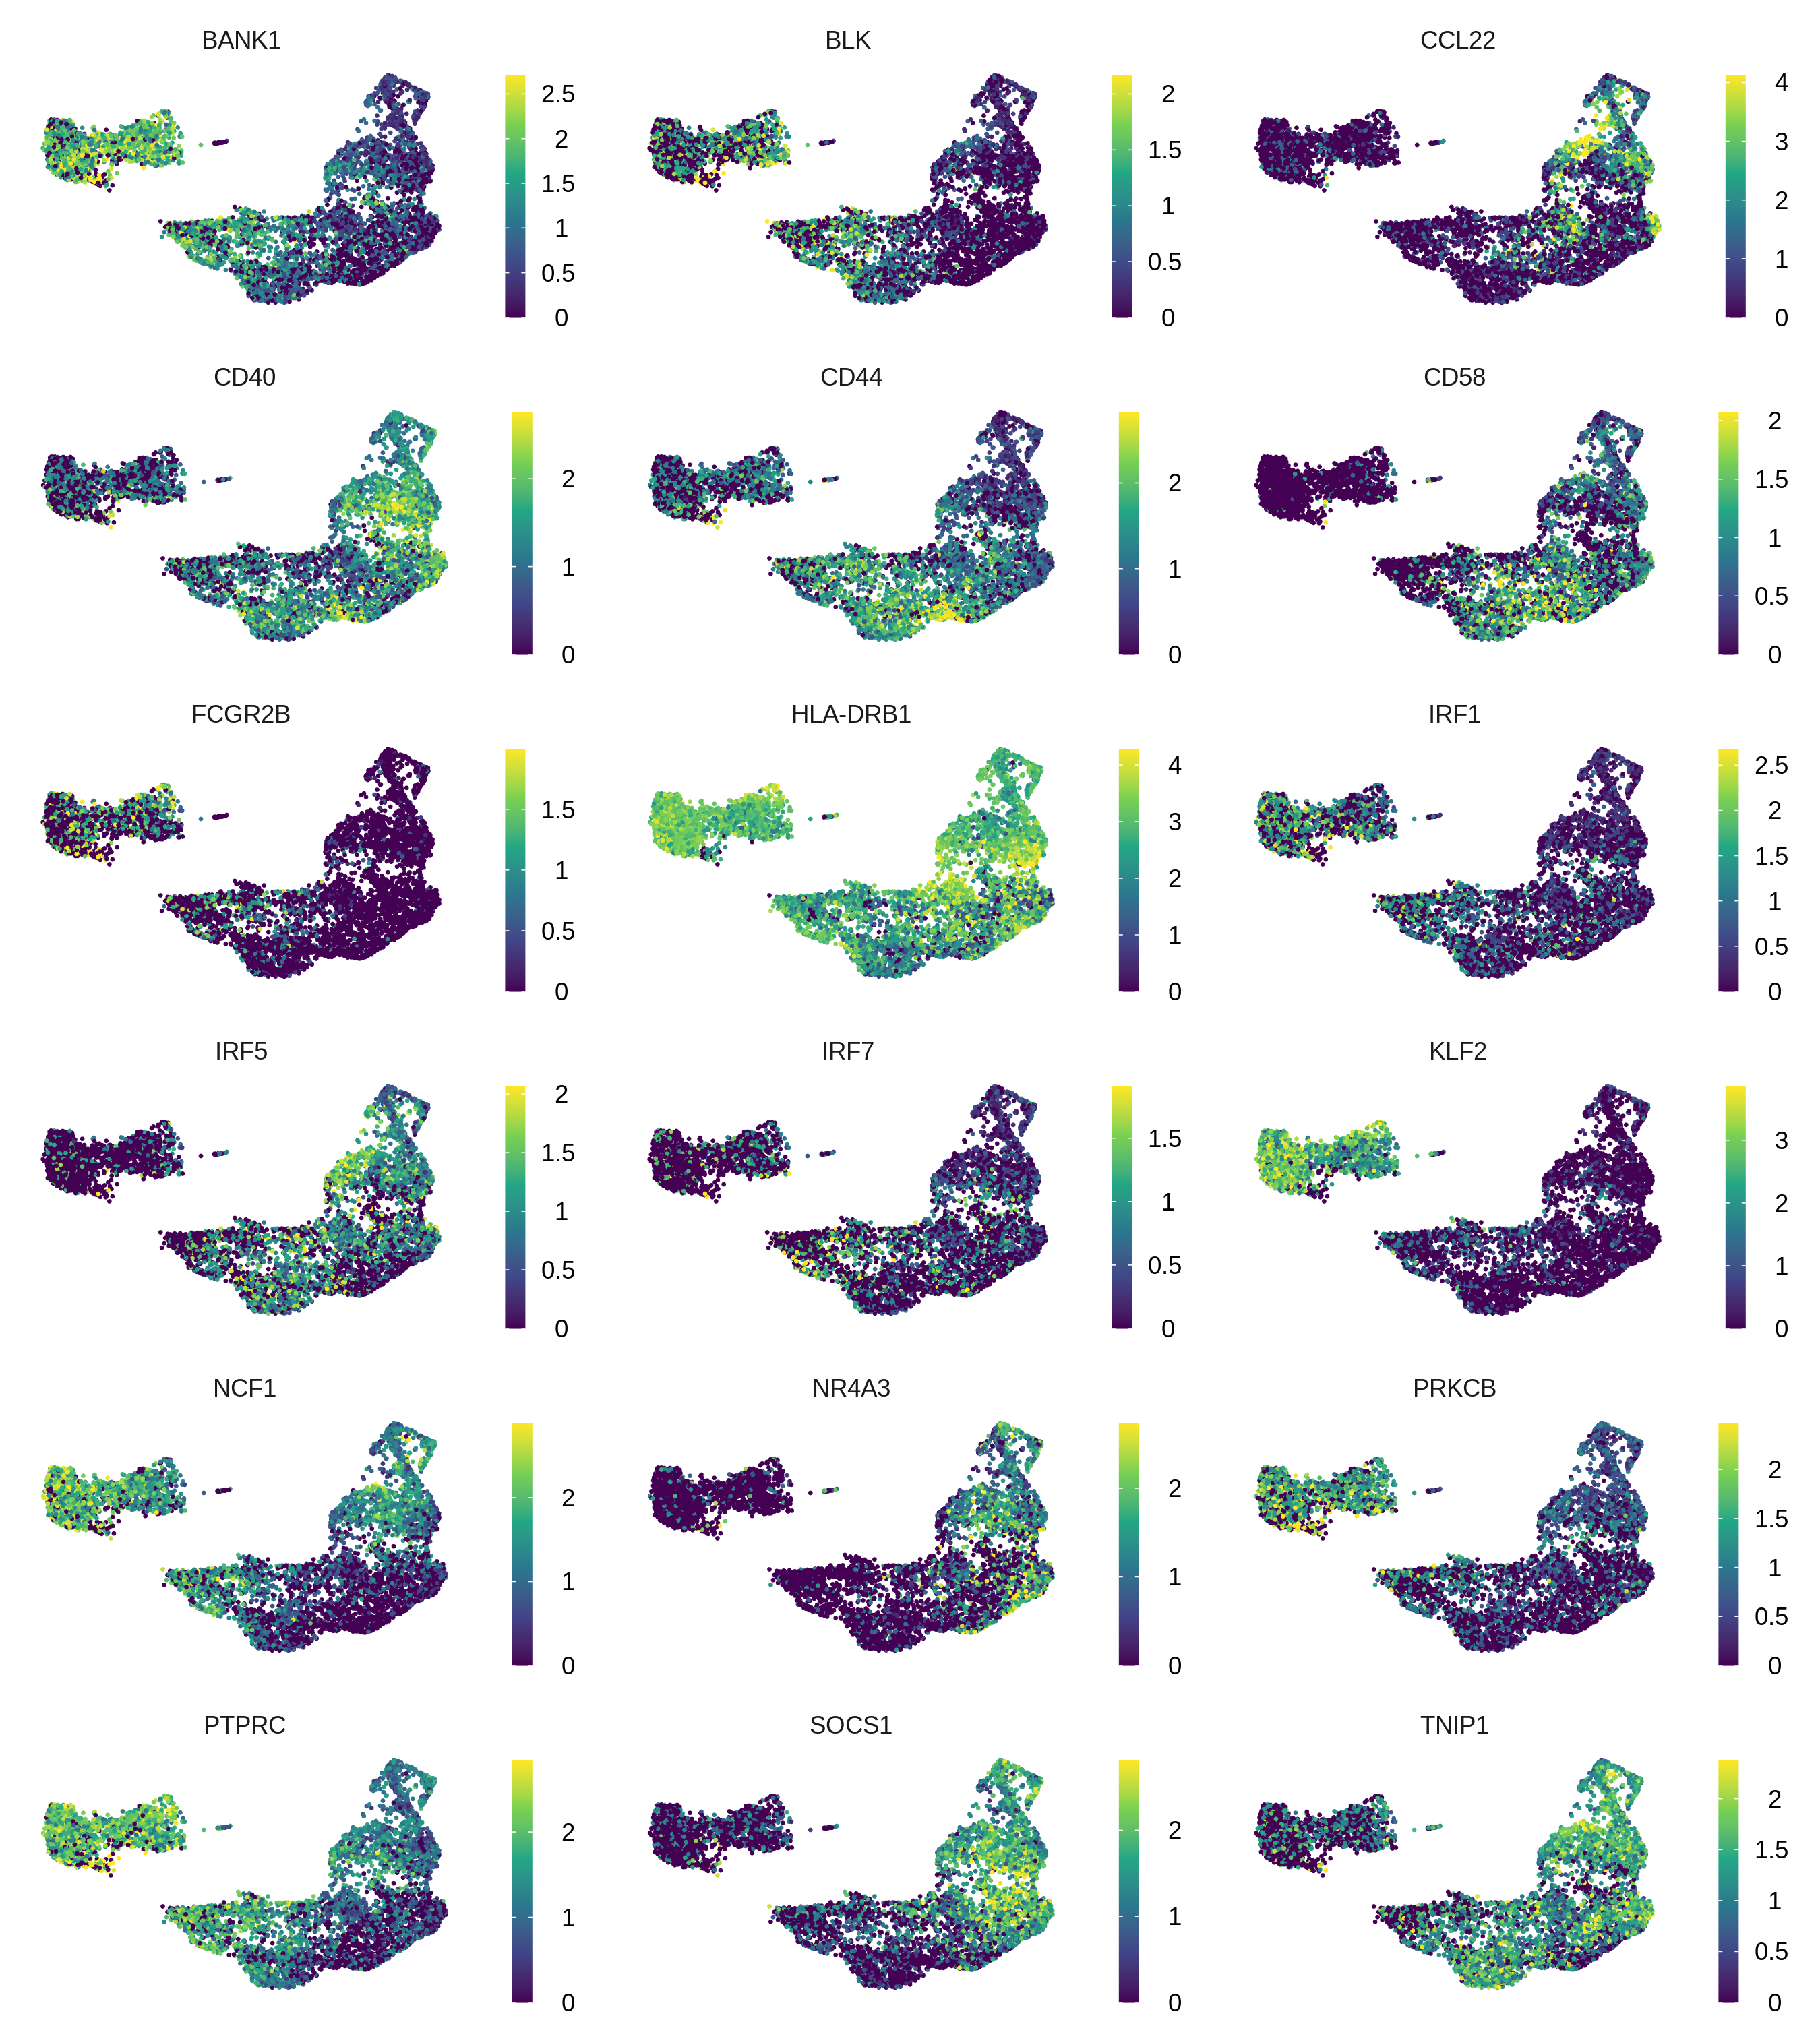 BANK1 BLK CCL22
2.5 2 1.5 1 0.5 0
2 1.5 1 0.5 0
4 3 2 1 0
CD40 CD44 CD58
2 1 0
2 1 0
2 1.5 1 0.5 0
FCGR2B HLA-DRB1 IRF1
1.5 1 0.5 0
4 3 2 1 0
2.5 2 1.5 1 0.5 0
IRF5 IRF7 KLF2
2 1.5 1 0.5 0
1.5 1 0.5 0
3 2 1 0
NCF1 NR4A3 PRKCB
2 1 0
2 1 0
2 1.5 1 0.5 0
PTPRC SOCS1 TNIP1
2 1 0
2 1 0
2 1.5 1 0.5 0